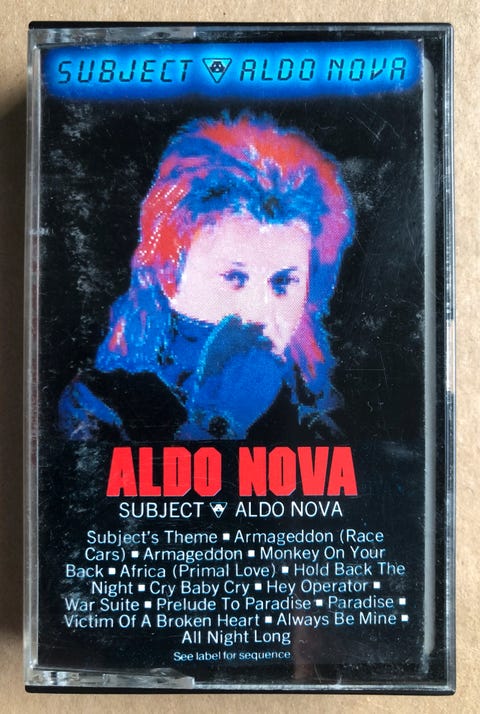 SUBJECT ALDO NOVA
ALDO NOVA
SUBJECT ALDO NOVA
Subject's Theme ■ Armageddon (Race
Cars) ■ Armageddon ■ Monkey On Your
Back ■ Africa (Primal Love) ■ Hold Back The
Night ■ Cry Baby Cry ■ Hey Operator ■
War Suite ■ Prelude To Paradise ■ Paradise ■
Victim Of A Broken Heart ■ Always Be Mine ■
All Night Long
See label for sequence